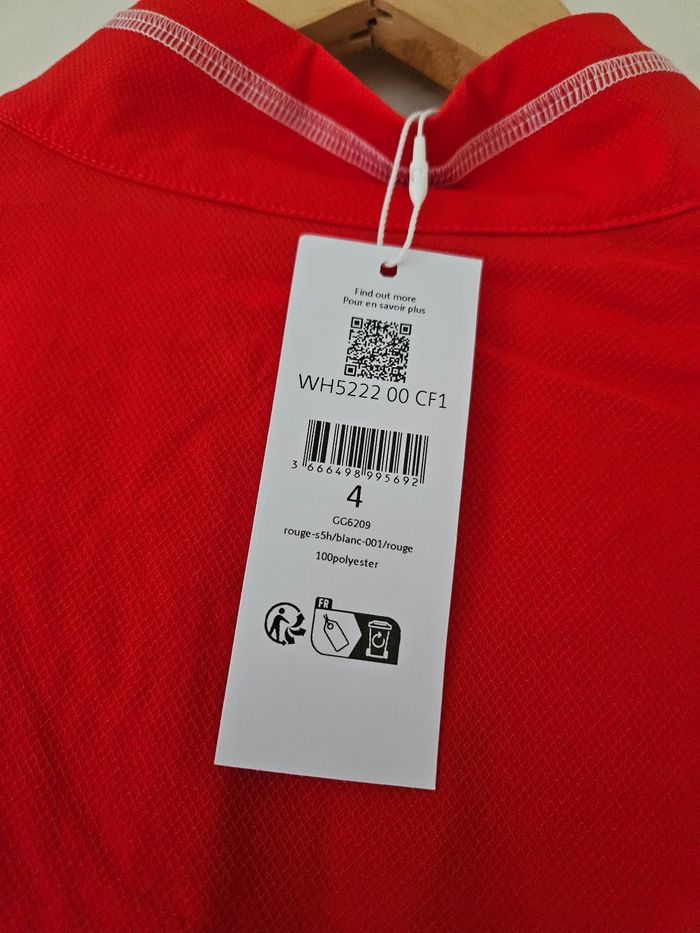 Find out more
Pour en savoir plus
WH5222 00 CF1
3 666498 995692
4
GG6209
rouge-s5h/blanc-001/rouge
100polyester
FR